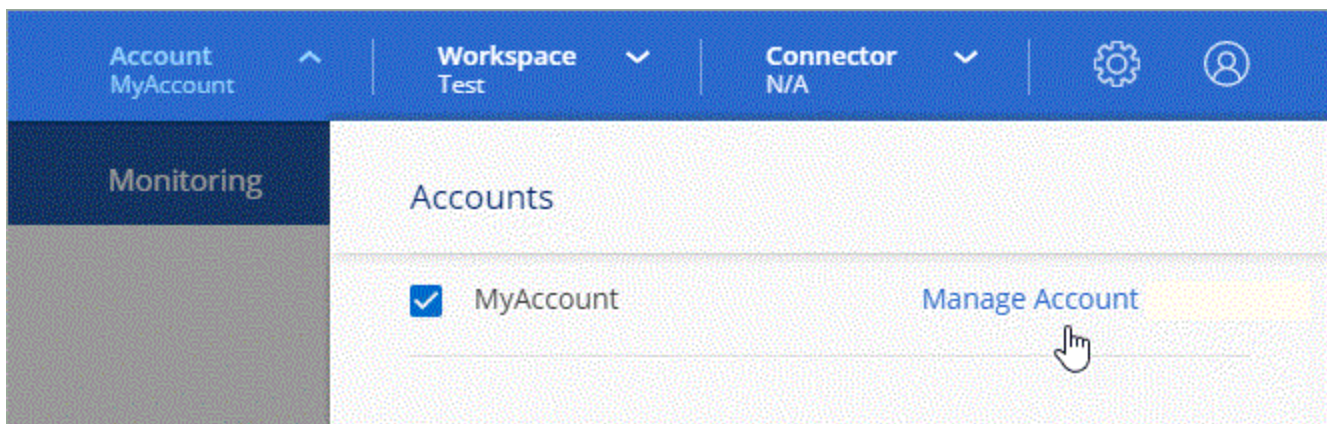 Account
MyAccount
Workspace
Test
Connector
N/A
Monitoring
Accounts
MyAccount
Manage Account